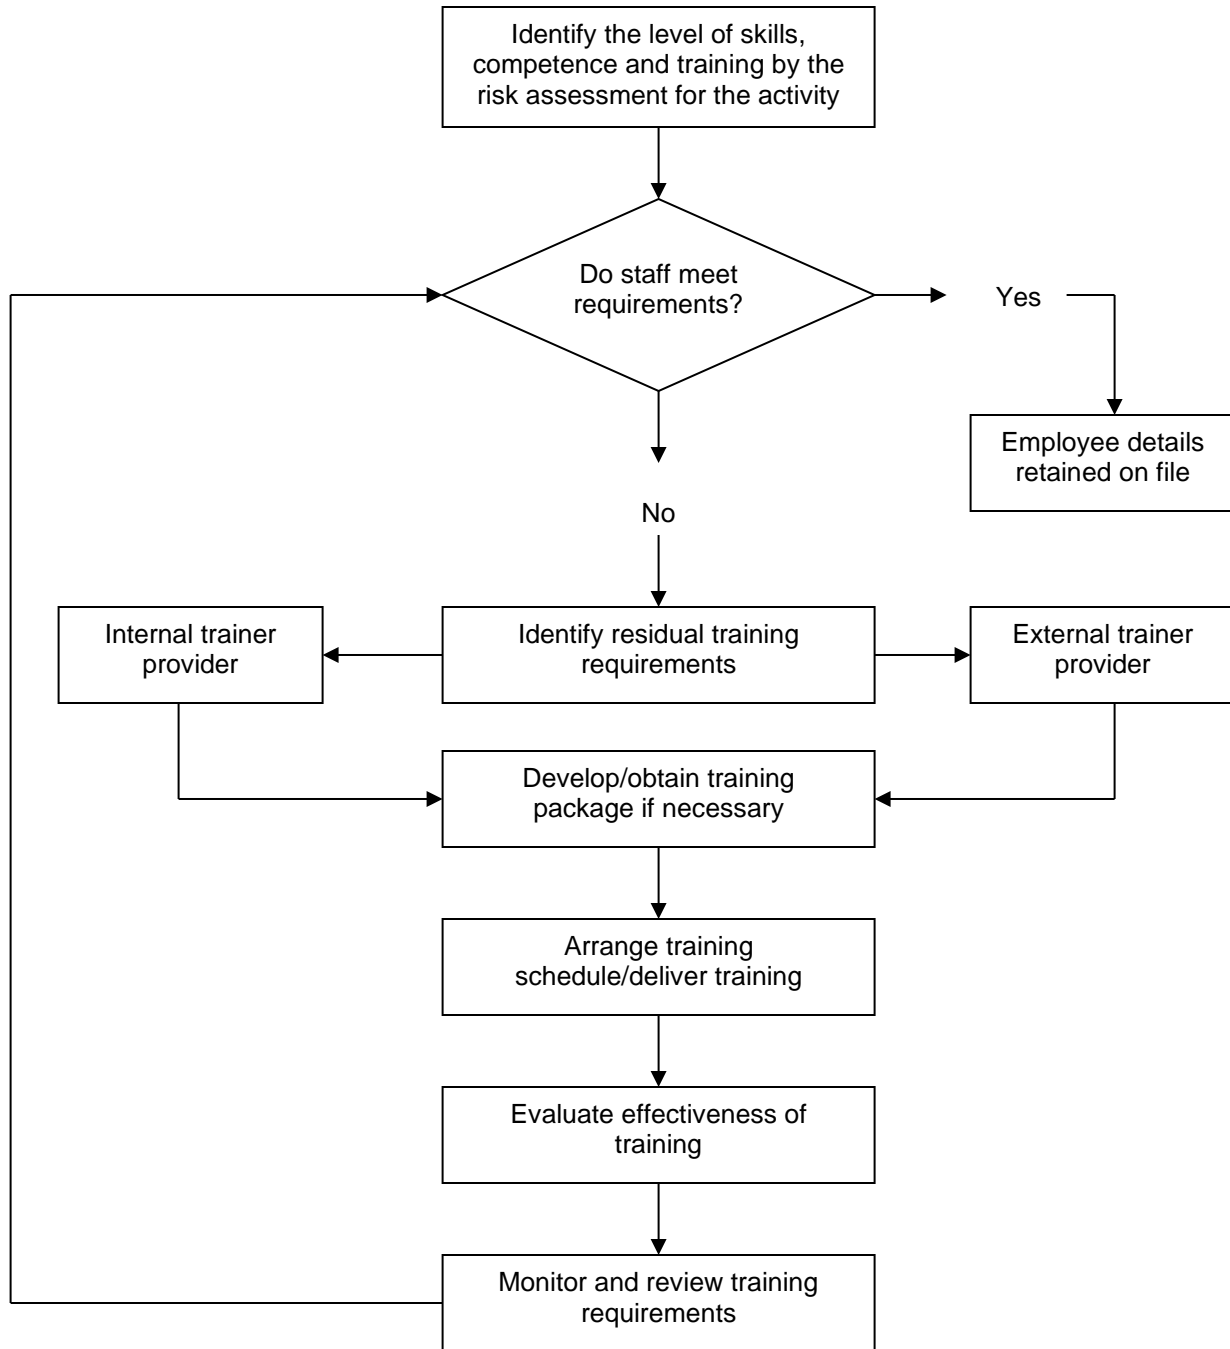 Identify the level of skills,
competence and training by the
risk assessment for the activity
Do staff meet
requirements?
Yes
Employee details
retained on file
No
Internal trainer
provider
Identify residual training
requirements
External trainer
provider
Develop/obtain training
package if necessary
Arrange training
schedule/deliver training
Evaluate effectiveness of
training
Monitor and review training
requirements